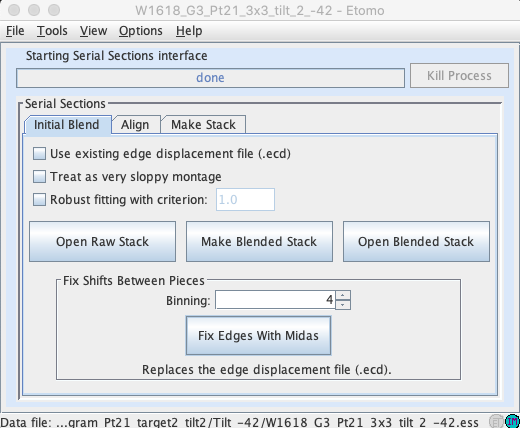 W1618_G3_Pt21_3x3_tilt_2_-42 - Etomo
File Tools View Options Help
Starting Serial Sections interface
done
Kill Process
Serial Sections
Initial Blend Align Make Stack
Use existing edge displacement file (.ecd)
Treat as very sloppy montage
Robust fitting with criterion: 1.0
Open Raw Stack Make Blended Stack Open Blended Stack
Fix Shifts Between Pieces
Binning: 4
Fix Edges With Midas
Replaces the edge displacement file (.ecd).
Data file: ...gram_Pt21_target2_tilt2/Tilt_-42/W1618_G3_Pt21_3x3_tilt_2_-42.ess